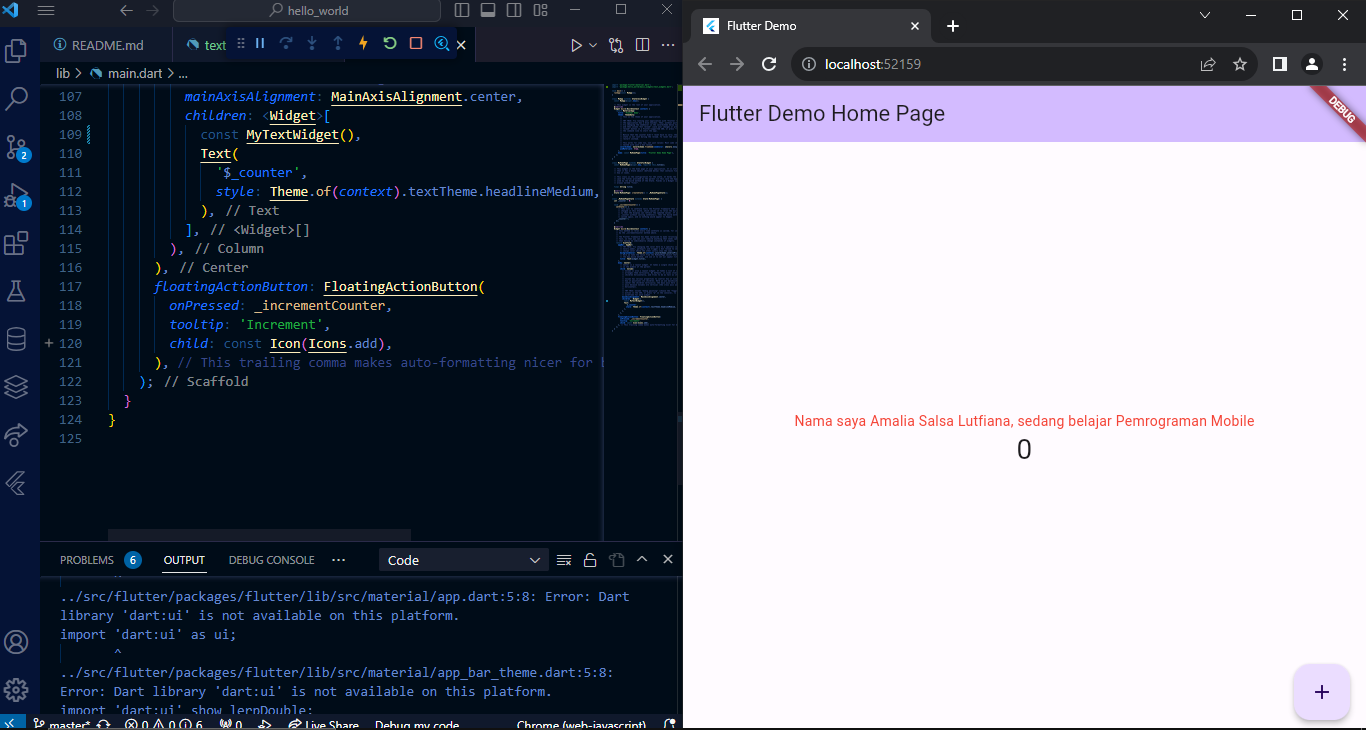 hello_world
README.md
text
lib > main.dart > ...
107 mainAxisAlignment: MainAxisAlignment.center,
108 children: <Widget>[
109 const MyTextWidget(),
110 Text(
111 '$_counter',
112 style: Theme.of(context).textTheme.headlineMedium,
113 ), // Text
114 ], // <Widget>[]
115 ), // Column
116 ), // Center
117 floatingActionButton: FloatingActionButton(
118 onPressed: _incrementCounter,
119 tooltip: 'Increment',
120 child: const Icon(Icons.add),
121 ), // This trailing comma makes auto-formatting nicer for b
122 ); // Scaffold
123 }
124 }
125
2
1
PROBLEMS 6 OUTPUT DEBUG CONSOLE ... Code
../src/flutter/packages/flutter/lib/src/material/app.dart:5:8: Error: Dart
library 'dart:ui' is not available on this platform.
import 'dart:ui' as ui;
^
../src/flutter/packages/flutter/lib/src/material/app_bar_theme.dart:5:8:
Error: Dart library 'dart:ui' is not available on this platform.
import 'dart:ui' show lerpDouble;
master* 0 0 6 0 Live Share Debug my code Chrome (web-javascript)
Flutter Demo
localhost:52159
Flutter Demo Home Page
DEBUG
Nama saya Amalia Salsa Lutfiana, sedang belajar Pemrograman Mobile
0
+